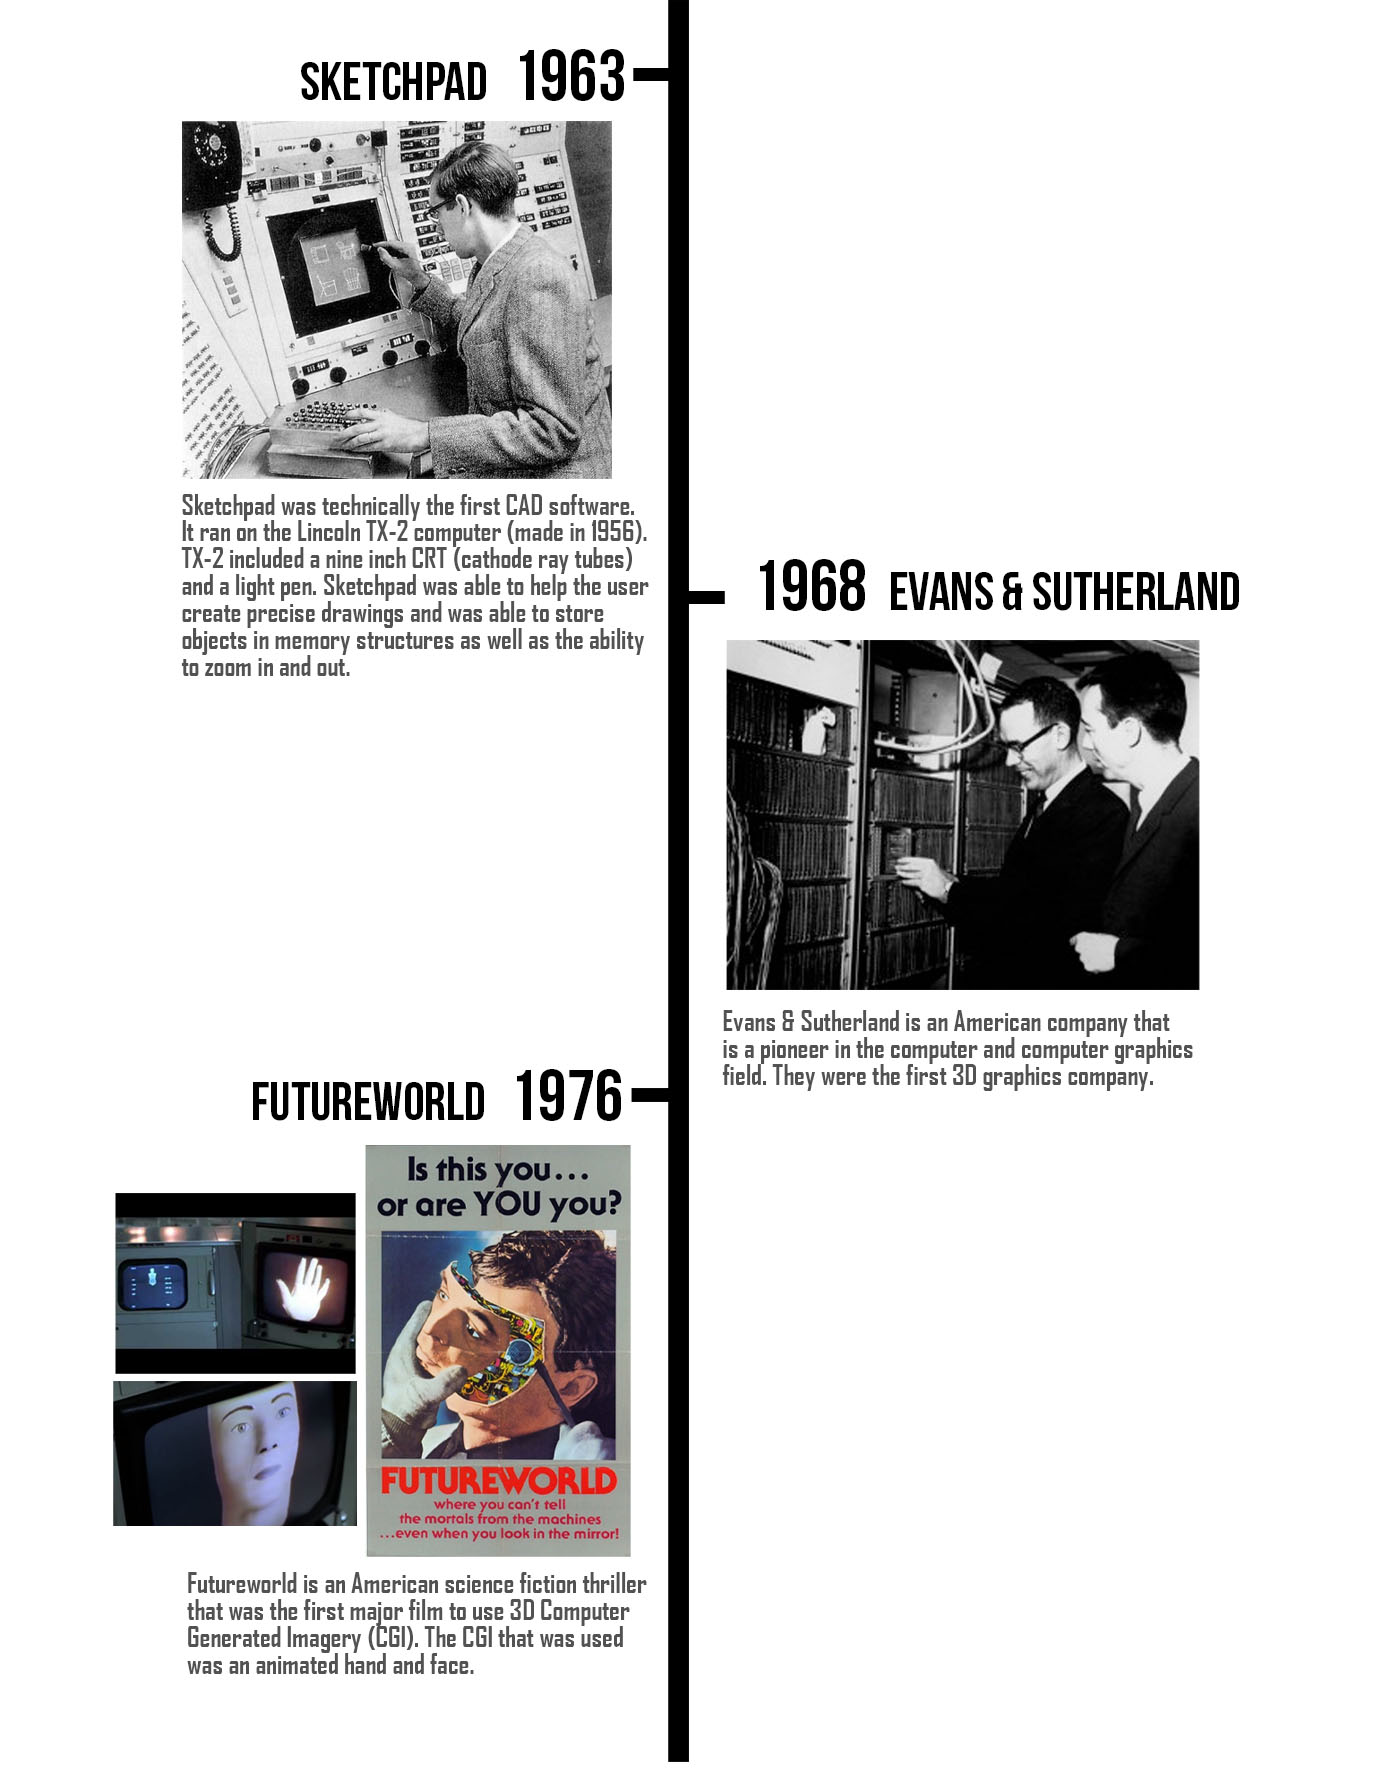 SKETCHPAD 1963
Sketchpad was technically the first CAD software.
It ran on the Lincoln TX-2 computer (made in 1956).
TX-2 included a nine inch CRT (cathode ray tubes)
and a light pen. Sketchpad was able to help the user
create precise drawings and was able to store
objects in memory structures as well as the ability
to zoom in and out.
1968 EVANS & SUTHERLAND
Evans & Sutherland is an American company that
is a pioneer in the computer and computer graphics
field. They were the first 3D graphics company.
FUTUREWORLD 1976
Is this you...
or are YOU you?
FUTUREWORLD
where you can't tell
the mortals from the machines
...even when you look in the mirror!
Futureworld is an American science fiction thriller
that was the first major film to use 3D Computer
Generated Imagery (CGI). The CGI that was used
was an animated hand and face.